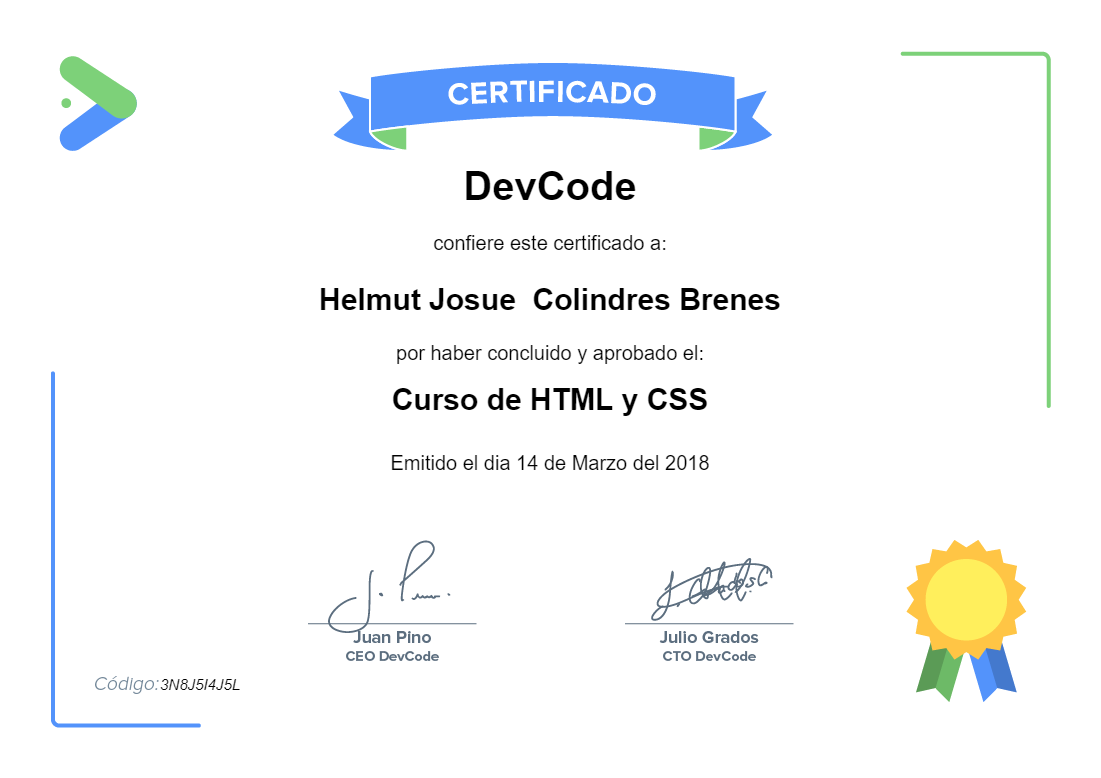 CERTIFICADO
DevCode
confiere este certificado a:
Helmut Josue  Colindres Brenes
por haber concluido y aprobado el:
Curso de HTML y CSS
Emitido el dia 14 de Marzo del 2018
Juan Pino
CEO DevCode
Julio Grados
CTO DevCode
Código:3N8J5I4J5L